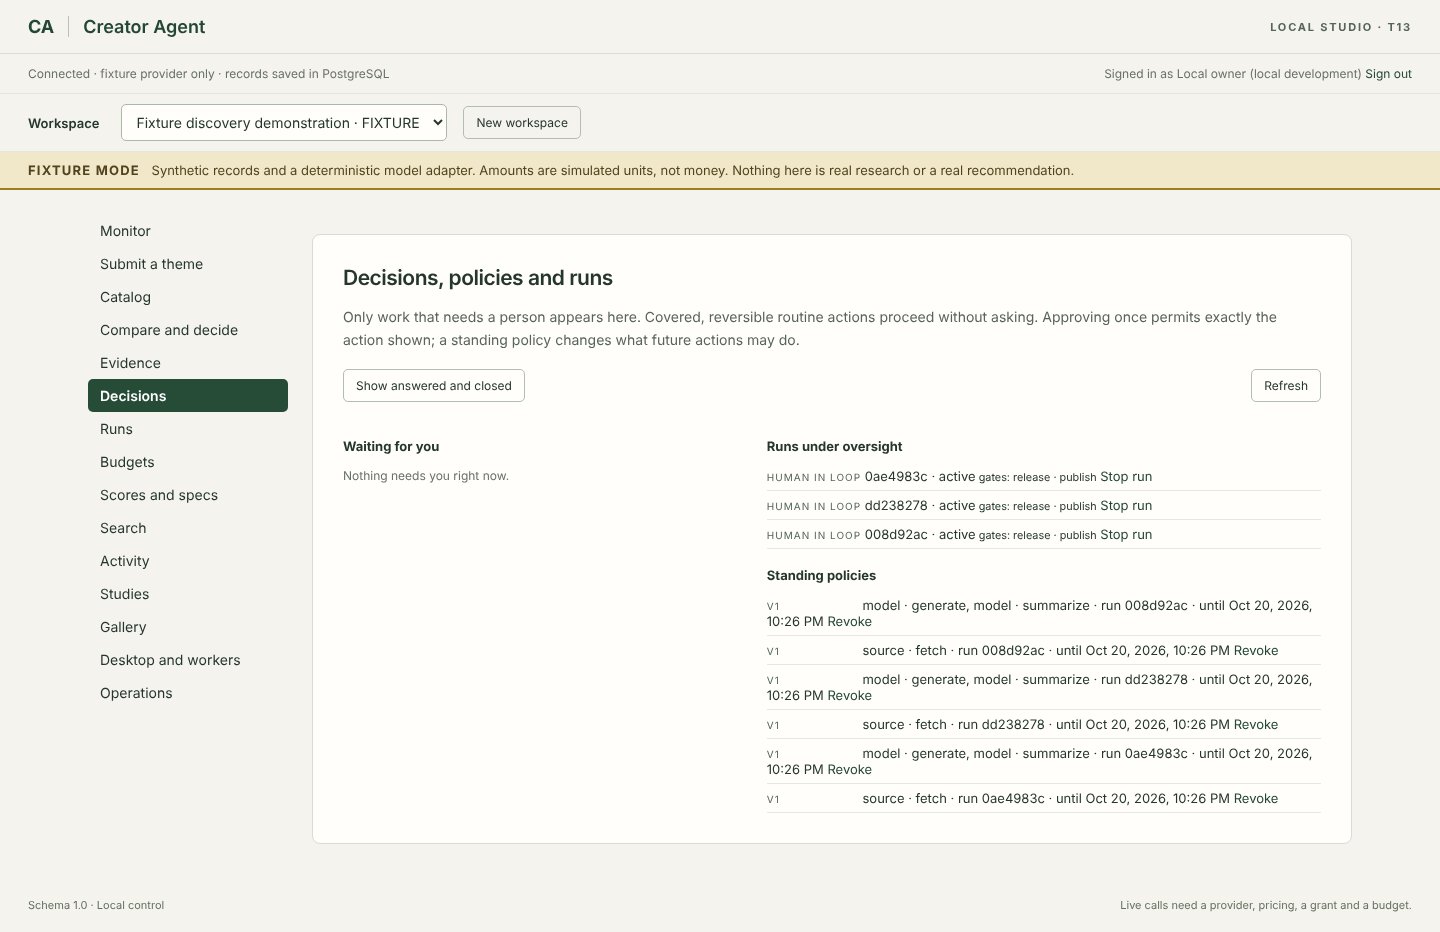 CA Creator Agent
LOCAL STUDIO · T13
Connected · fixture provider only · records saved in PostgreSQL
Signed in as Local owner (local development) Sign out
Workspace
Fixture discovery demonstration · FIXTURE
New workspace
FIXTURE MODE Synthetic records and a deterministic model adapter. Amounts are simulated units, not money. Nothing here is real research or a real recommendation.
Monitor
Submit a theme
Catalog
Compare and decide
Evidence
Decisions
Runs
Budgets
Scores and specs
Search
Activity
Studies
Gallery
Desktop and workers
Operations
Decisions, policies and runs
Only work that needs a person appears here. Covered, reversible routine actions proceed without asking. Approving once permits exactly the
action shown; a standing policy changes what future actions may do.
Show answered and closed
Refresh
Waiting for you
Nothing needs you right now.
Runs under oversight
HUMAN IN LOOP 0ae4983c · active gates: release · publish Stop run
HUMAN IN LOOP dd238278 · active gates: release · publish Stop run
HUMAN IN LOOP 008d92ac · active gates: release · publish Stop run
Standing policies
V1 model · generate, model · summarize · run 008d92ac · until Oct 20, 2026,
10:26 PM Revoke
V1 source · fetch · run 008d92ac · until Oct 20, 2026, 10:26 PM Revoke
V1 model · generate, model · summarize · run dd238278 · until Oct 20, 2026,
10:26 PM Revoke
V1 source · fetch · run dd238278 · until Oct 20, 2026, 10:26 PM Revoke
V1 model · generate, model · summarize · run 0ae4983c · until Oct 20, 2026,
10:26 PM Revoke
V1 source · fetch · run 0ae4983c · until Oct 20, 2026, 10:26 PM Revoke
Schema 1.0 · Local control
Live calls need a provider, pricing, a grant and a budget.